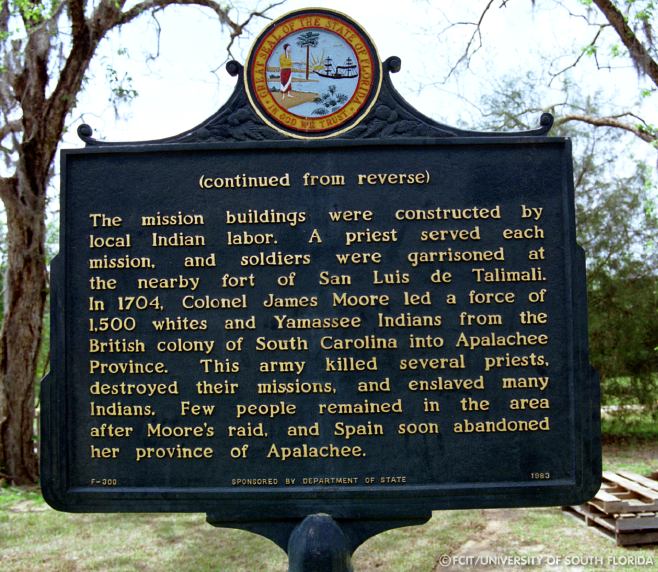 GREAT SEAL OF THE STATE OF FLORIDA
IN GOD WE TRUST
(continued from reverse)
The mission buildings were constructed by
local Indian labor. A priest served each
mission, and soldiers were garrisoned at
the nearby fort of San Luis de Talimali.
In 1704, Colonel James Moore led a force of
1,500 whites and Yamassee Indians from the
British colony of South Carolina into Apalachee
Province. This army killed several priests,
destroyed their missions, and enslaved many
Indians. Few people remained in the area
after Moore's raid, and Spain soon abandoned
her province of Apalachee.
F-300 SPONSORED BY DEPARTMENT OF STATE 1983
©FCIT/UNIVERSITY OF SOUTH FLORIDA